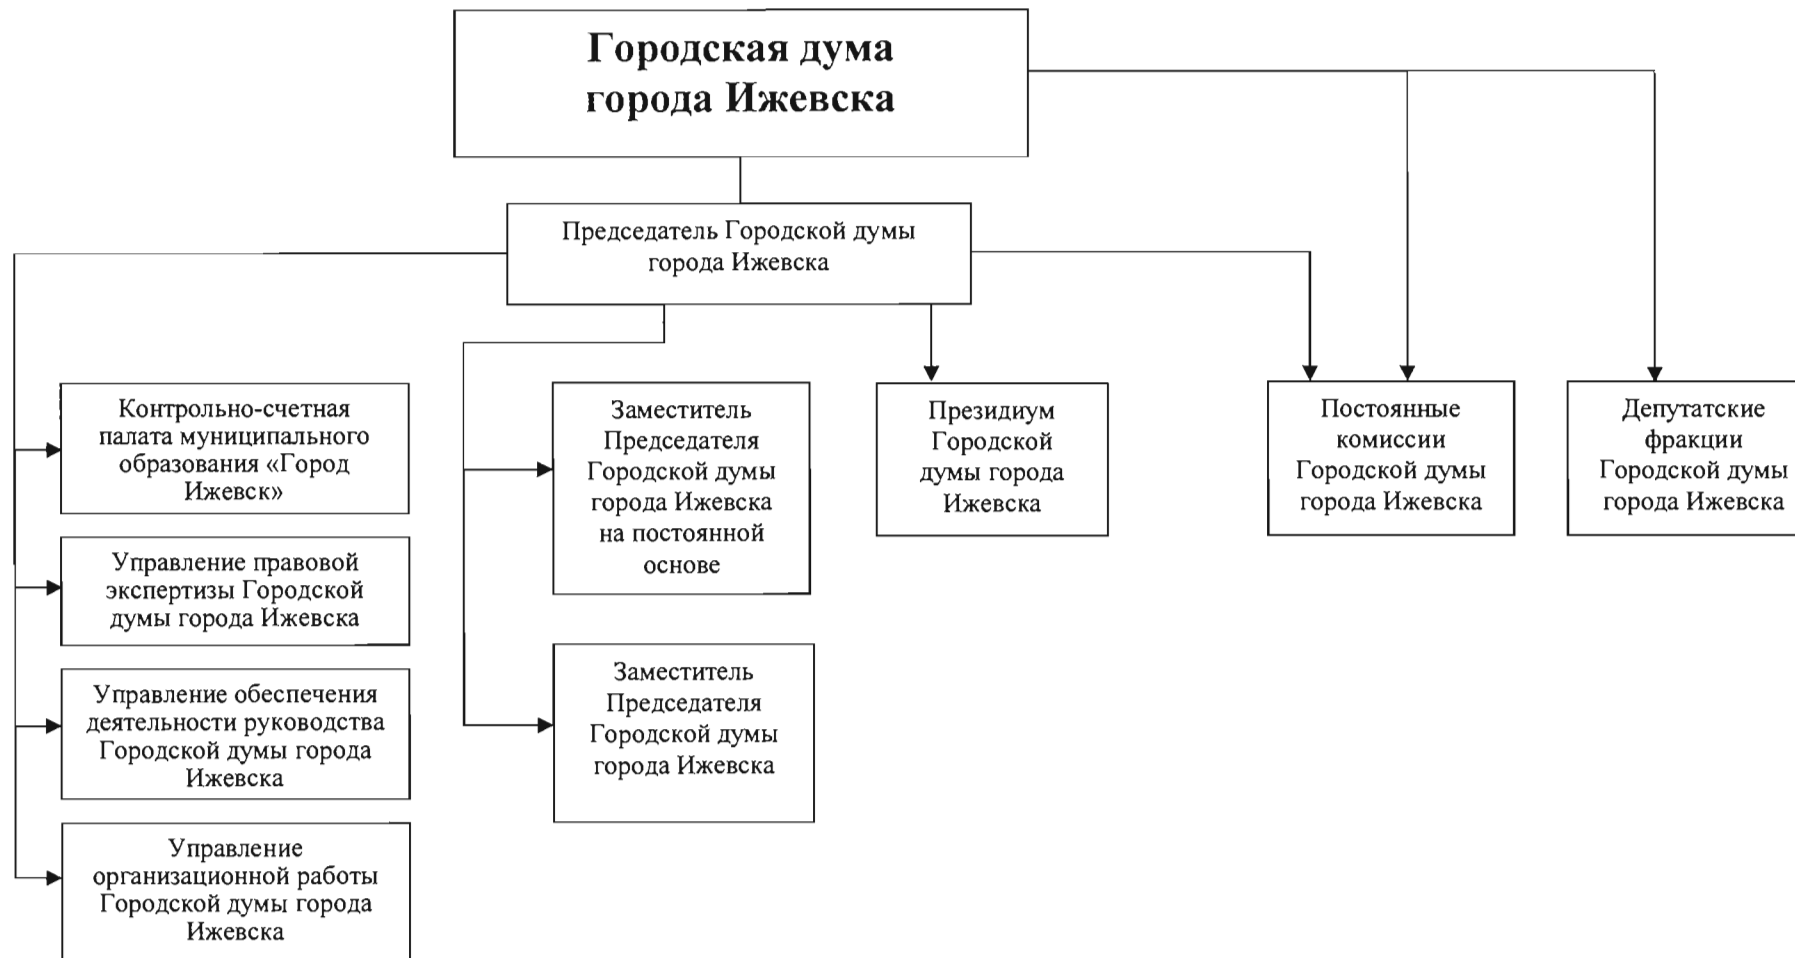 Городская дума
города Ижевска
Председатель Городской думы
города Ижевска
Контрольно-счетная
палата муниципального
образования «Город
Ижевск»
Управление правовой
экспертизы Городской
думы города Ижевска
Управление обеспечения
деятельности руководства
Городской думы города
Ижевска
Управление
организационной работы
Городской думы города
Ижевска
Заместитель
Председателя
Городской думы
города Ижевска
на постоянной
основе
Заместитель
Председателя
Городской думы
города Ижевска
Президиум
Городской
думы города
Ижевска
Постоянные
комиссии
Городской думы
города Ижевска
Депутатские
фракции
Городской думы
города Ижевска